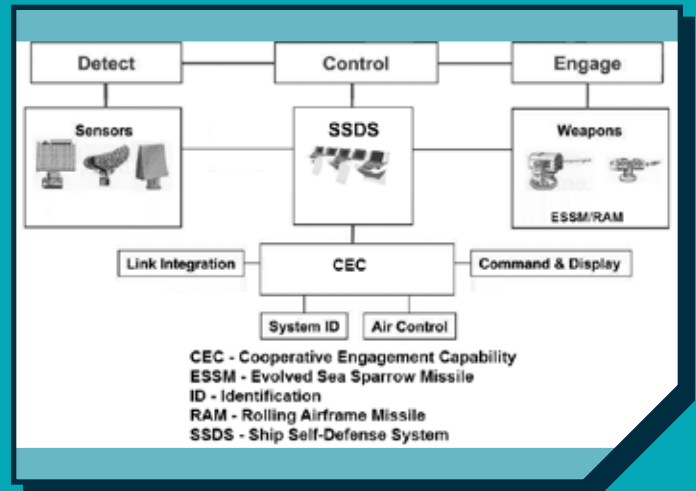 Detect
Control
Engage
Sensors
SSDS
Weapons
ESSM/RAM
Link Integration
CEC
Command & Display
System ID
Air Control
CEC - Cooperative Engagement Capability
ESSM - Evolved Sea Sparrow Missile
ID - Identification
RAM - Rolling Airframe Missile
SSDS - Ship Self-Defense System